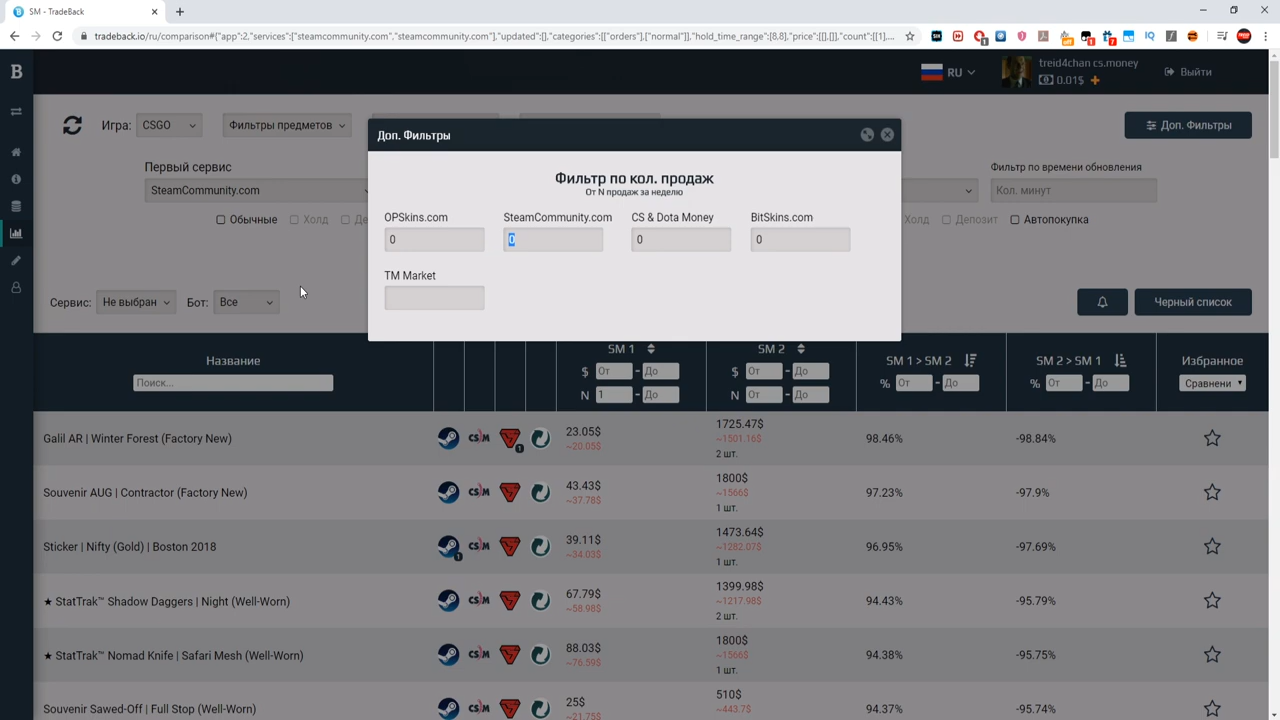 SM - TradeBack
tradeback.io/ru/comparison#{"app":2,"services":["steamcommunity.com","steamcommunity.com"],"updated":[],"categories":[["orders"],["normal"]],"hold_time_range":[8,8],"price":[[],[]],"count":[[1],...
RU
treid4chan cs.money
0.01$
Выйти
Игра:
CSGO
Фильтры предметов
Доп. Фильтры
Первый сервис
SteamCommunity.com
Обычные
Холд
Де
Холд
Депозит
Автопокупка
Фильтр по времени обновления
Кол. минут
Доп. Фильтры
Фильтр по кол. продаж
От N продаж за неделю
OPSkins.com
SteamCommunity.com
CS & Dota Money
BitSkins.com
0
0
0
0
TM Market
Сервис:
Не выбран
Бот:
Все
Черный список
Название
Поиск...
SM 1
$ От - До
N 1 - До
SM 2
$ От - До
N От - До
SM 1 > SM 2
% От - До
SM 2 > SM 1
% От - До
Избранное
Сравнени
Galil AR | Winter Forest (Factory New)
CS M
1
23.05$
~20.05$
1725.47$
~1501.16$
2 шт.
98.46%
-98.84%
Souvenir AUG | Contractor (Factory New)
CS M
43.43$
~37.78$
1800$
~1566$
1 шт.
97.23%
-97.9%
Sticker | Nifty (Gold) | Boston 2018
1
CS M
39.11$
~34.03$
1473.64$
~1282.07$
1 шт.
96.95%
-97.69%
★ StatTrak™ Shadow Daggers | Night (Well-Worn)
CS M
67.79$
~58.98$
1399.98$
~1217.98$
2 шт.
94.43%
-95.79%
★ StatTrak™ Nomad Knife | Safari Mesh (Well-Worn)
CS M
88.03$
~76.59$
1800$
~1566$
1 шт.
94.38%
-95.75%
Souvenir Sawed-Off | Full Stop (Well-Worn)
CS M
25$
~21.75$
510$
~443.7$
94.37%
-95.74%